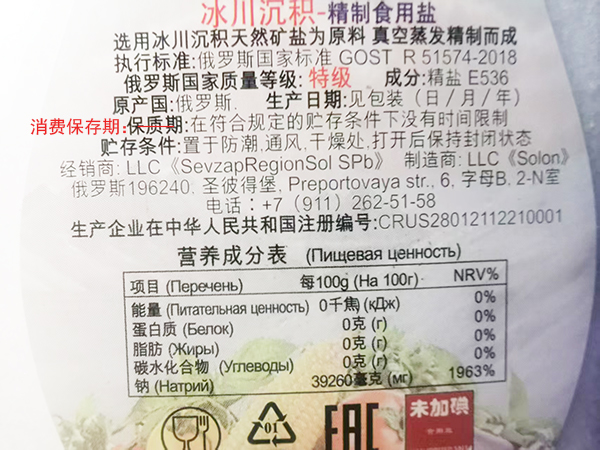 冰川沉积-精制食用盐
选用冰川沉积天然矿盐为原料 真空蒸发精制而成
执行标准:俄罗斯国家标准 GOST R 51574-2018
俄罗斯国家质量等级: 特级 成分: 精盐 E536
原产国:俄罗斯. 生产日期:见包装（日/月/年）
消费保存期:保质期:在符合规定的贮存条件下没有时间限制
贮存条件:置于防潮,通风,干燥处,打开后保持封闭状态
经销商: LLC《SevzapRegionSol SPb》 制造商: LLC《Solon》
俄罗斯196240, 圣彼得堡, Preportovaya str., 6, 字母B, 2-N室
电话：+7（911）262-51-58
生产企业在中华人民共和国注册编号:CRUS28012112210001
营养成分表 (Пищевая ценность)
项目 (Перечень) 每100g (На 100г) NRV%
能量 (Питательная ценность) 0千焦 (кДж) 0%
蛋白质 (Белок) 0克 (г) 0%
脂肪 (Жиры) 0克 (г) 0%
碳水化合物 (Углеводы) 0克 (г) 0%
钠 (Натрий) 39260毫克 (мг) 1963%
01
EAC
未加碘